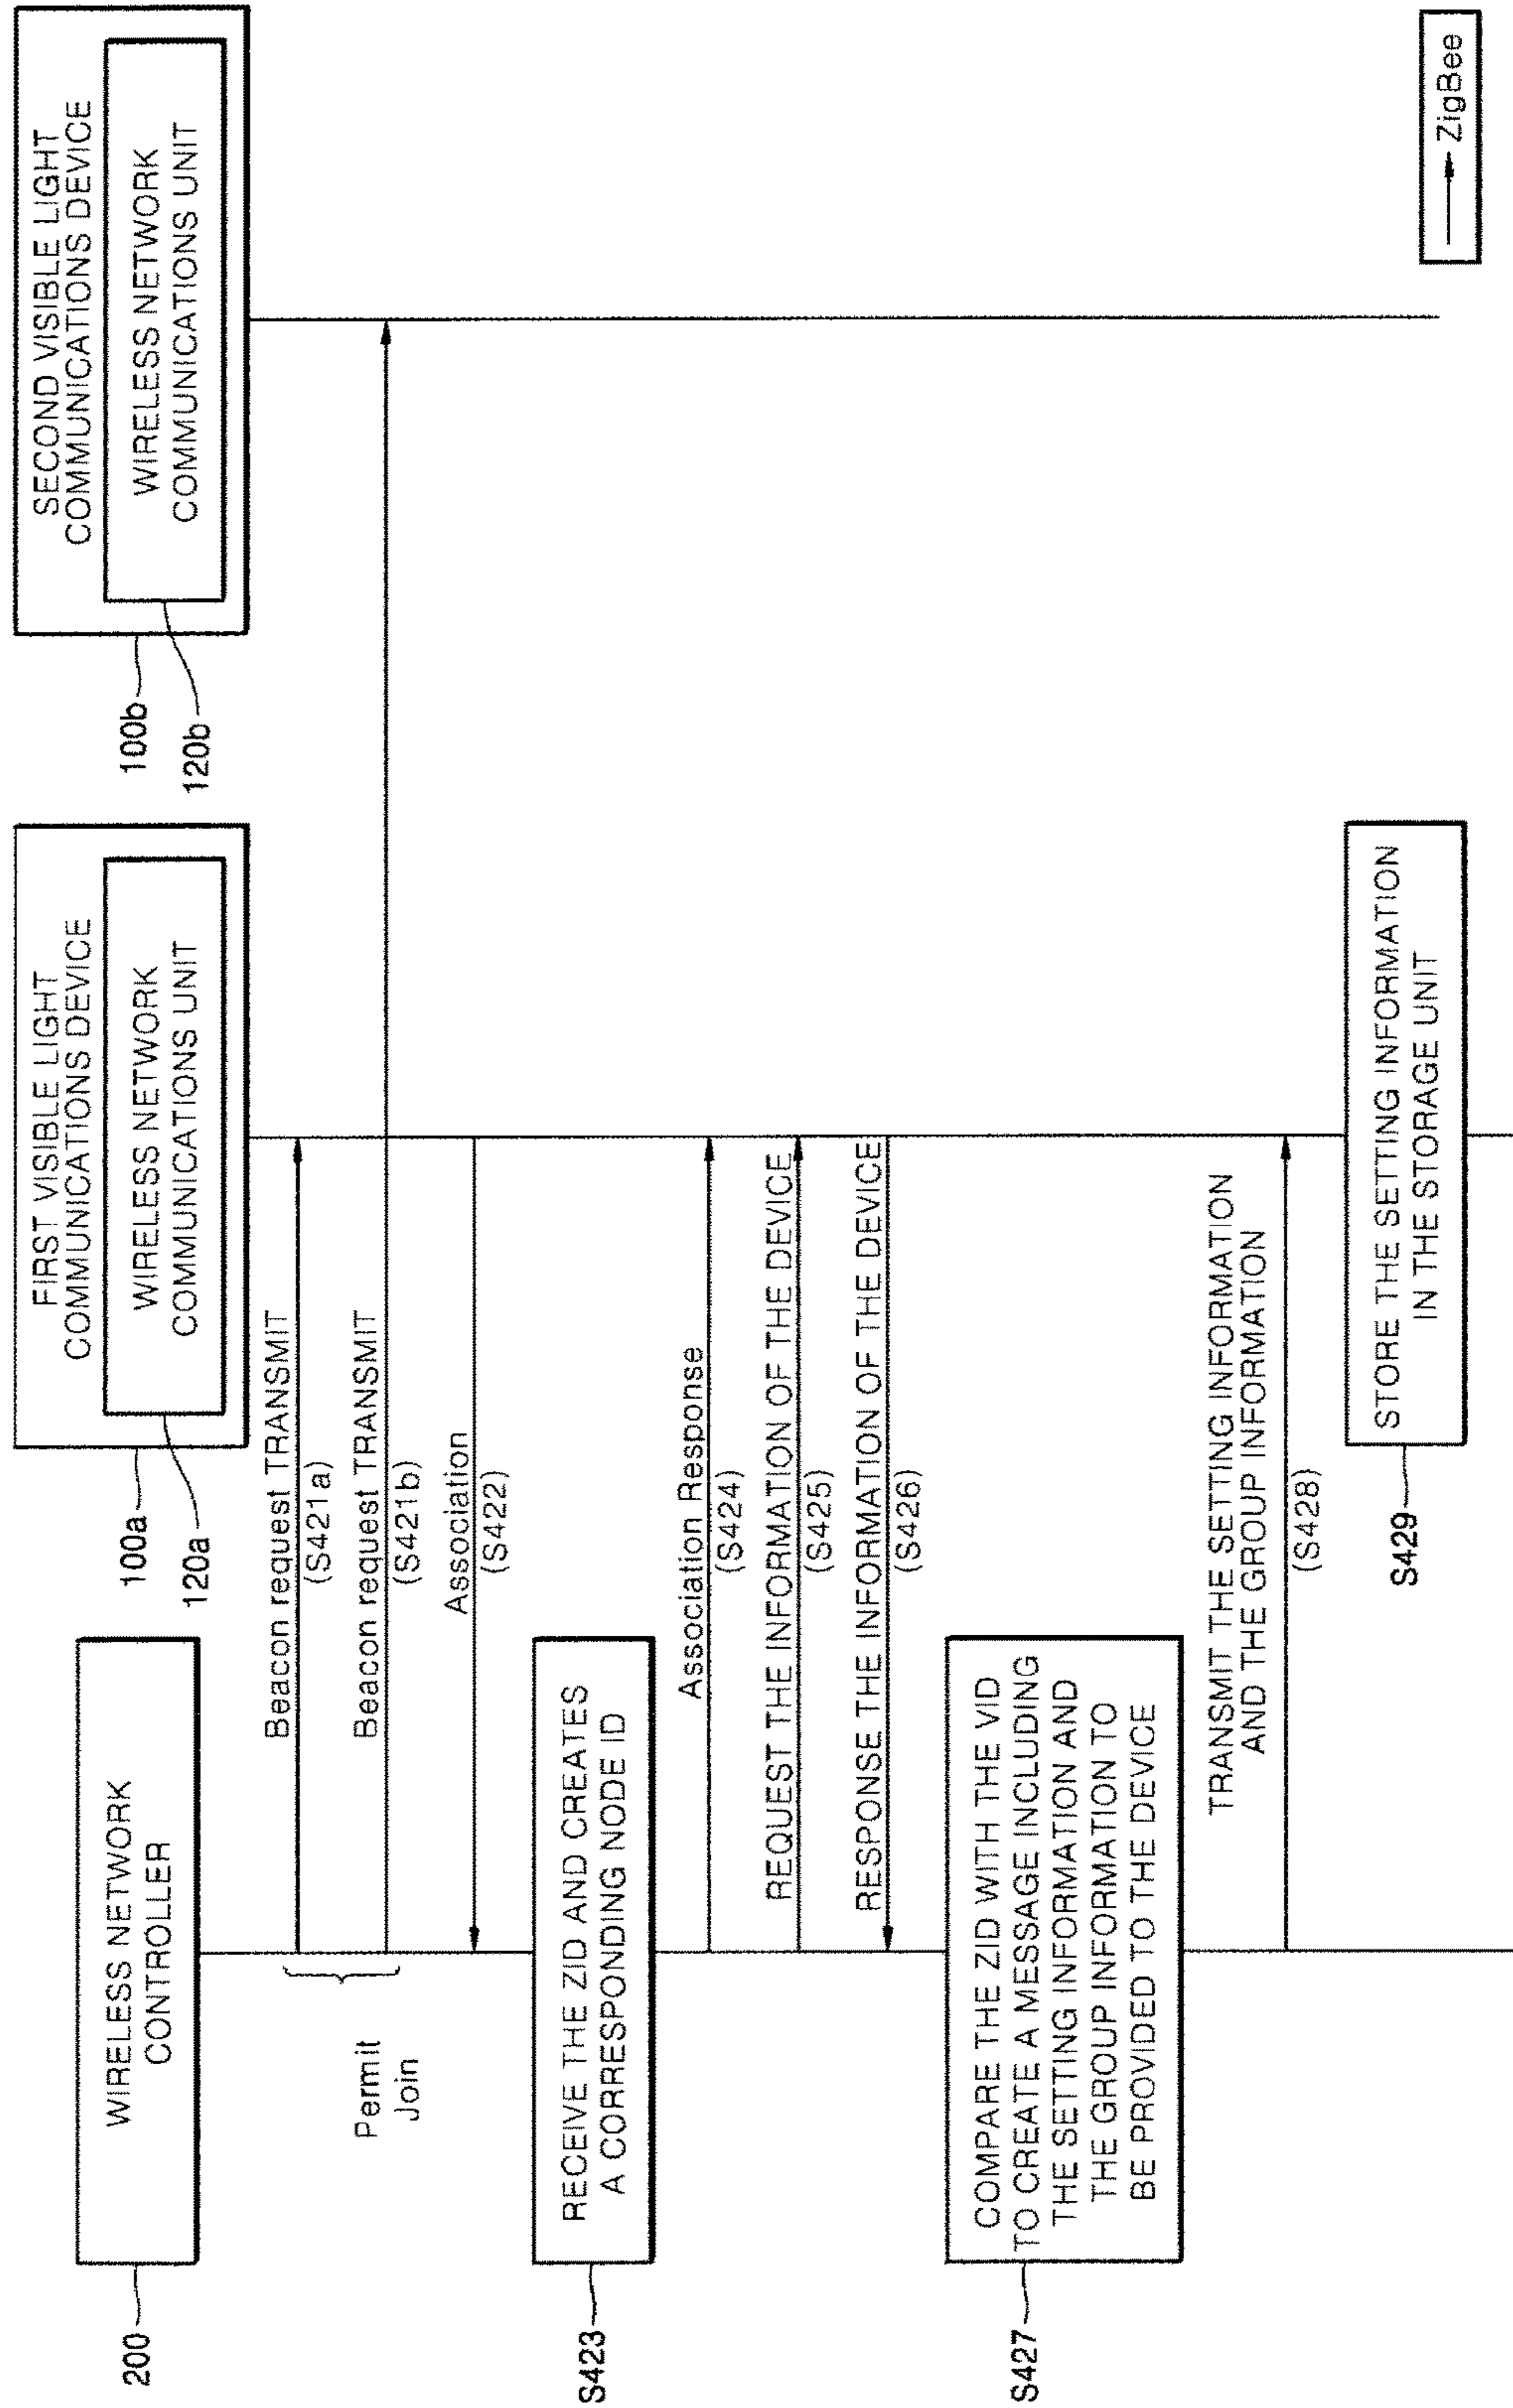 WIRELESS NETWORK
CONTROLLER
200
FIRST VISIBLE LIGHT
COMMUNICATIONS DEVICE
WIRELESS NETWORK
COMMUNICATIONS UNIT
100a
120a
SECOND VISIBLE LIGHT
COMMUNICATIONS DEVICE
WIRELESS NETWORK
COMMUNICATIONS UNIT
100b
120b
Permit
Join
Beacon request TRANSMIT
(S421a)
Beacon request TRANSMIT
(S421b)
Association
(S422)
RECEIVE THE ZID AND CREATES
A CORRESPONDING NODE ID
S423
Association Response
(S424)
REQUEST THE INFORMATION OF THE DEVICE
(S425)
RESPONSE THE INFORMATION OF THE DEVICE
(S426)
COMPARE THE ZID WITH THE VID
TO CREATE A MESSAGE INCLUDING
THE SETTING INFORMATION AND
THE GROUP INFORMATION TO
BE PROVIDED TO THE DEVICE
S427
TRANSMIT THE SETTING INFORMATION
AND THE GROUP INFORMATION
(S428)
STORE THE SETTING INFORMATION
IN THE STORAGE UNIT
S429
ZigBee